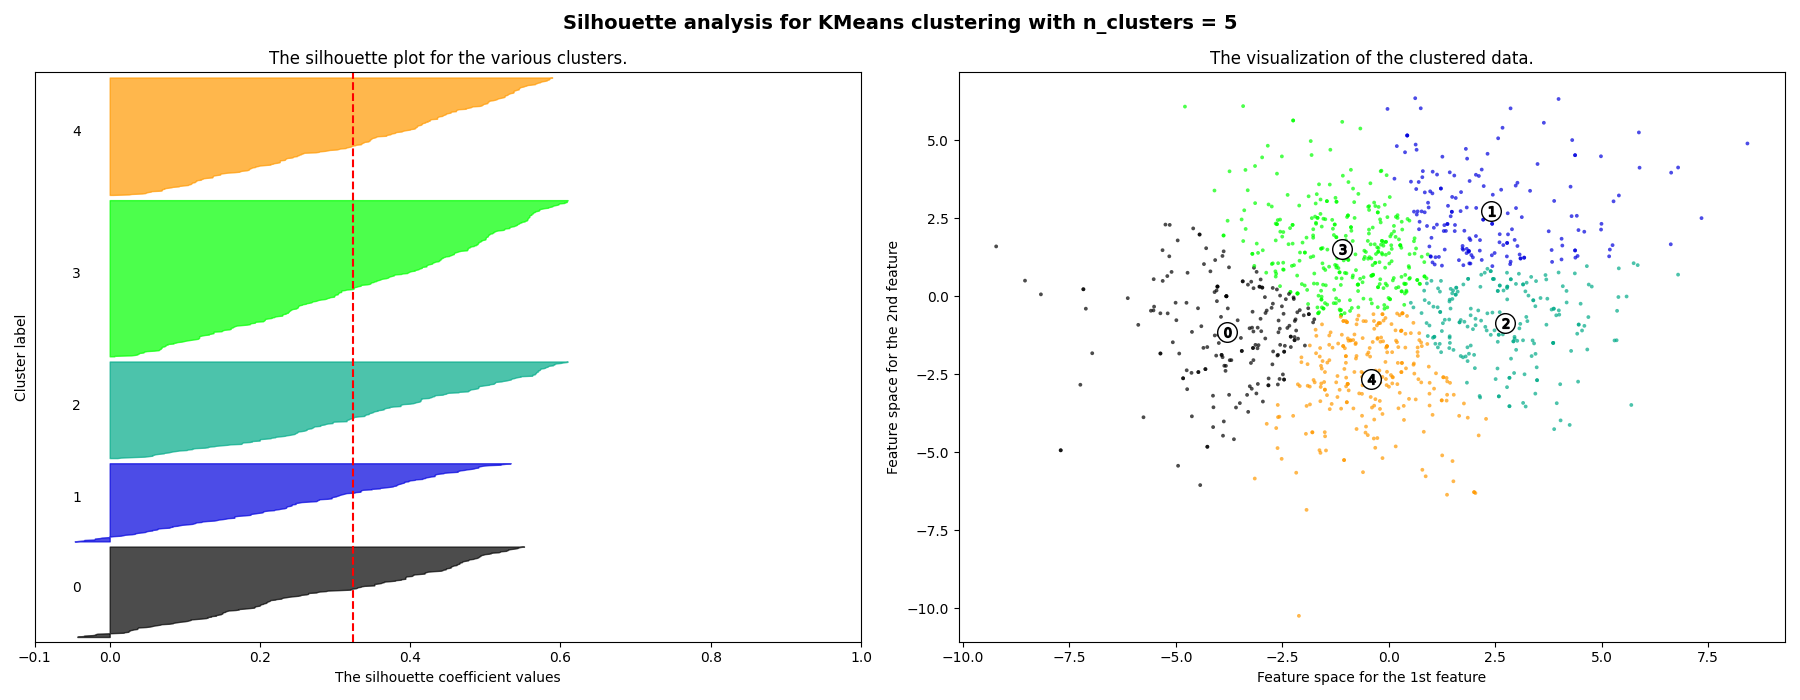 Silhouette analysis for KMeans clustering with n_clusters = 5
The silhouette plot for the various clusters.
4
3
2
1
0
Cluster label
−0.1 0.0 0.2 0.4 0.6 0.8 1.0
The silhouette coefficient values
The visualization of the clustered data.
5.0
2.5
0.0
−2.5
−5.0
−7.5
−10.0
Feature space for the 2nd feature
1
3
2
0
4
−10.0 −7.5 −5.0 −2.5 0.0 2.5 5.0 7.5
Feature space for the 1st feature